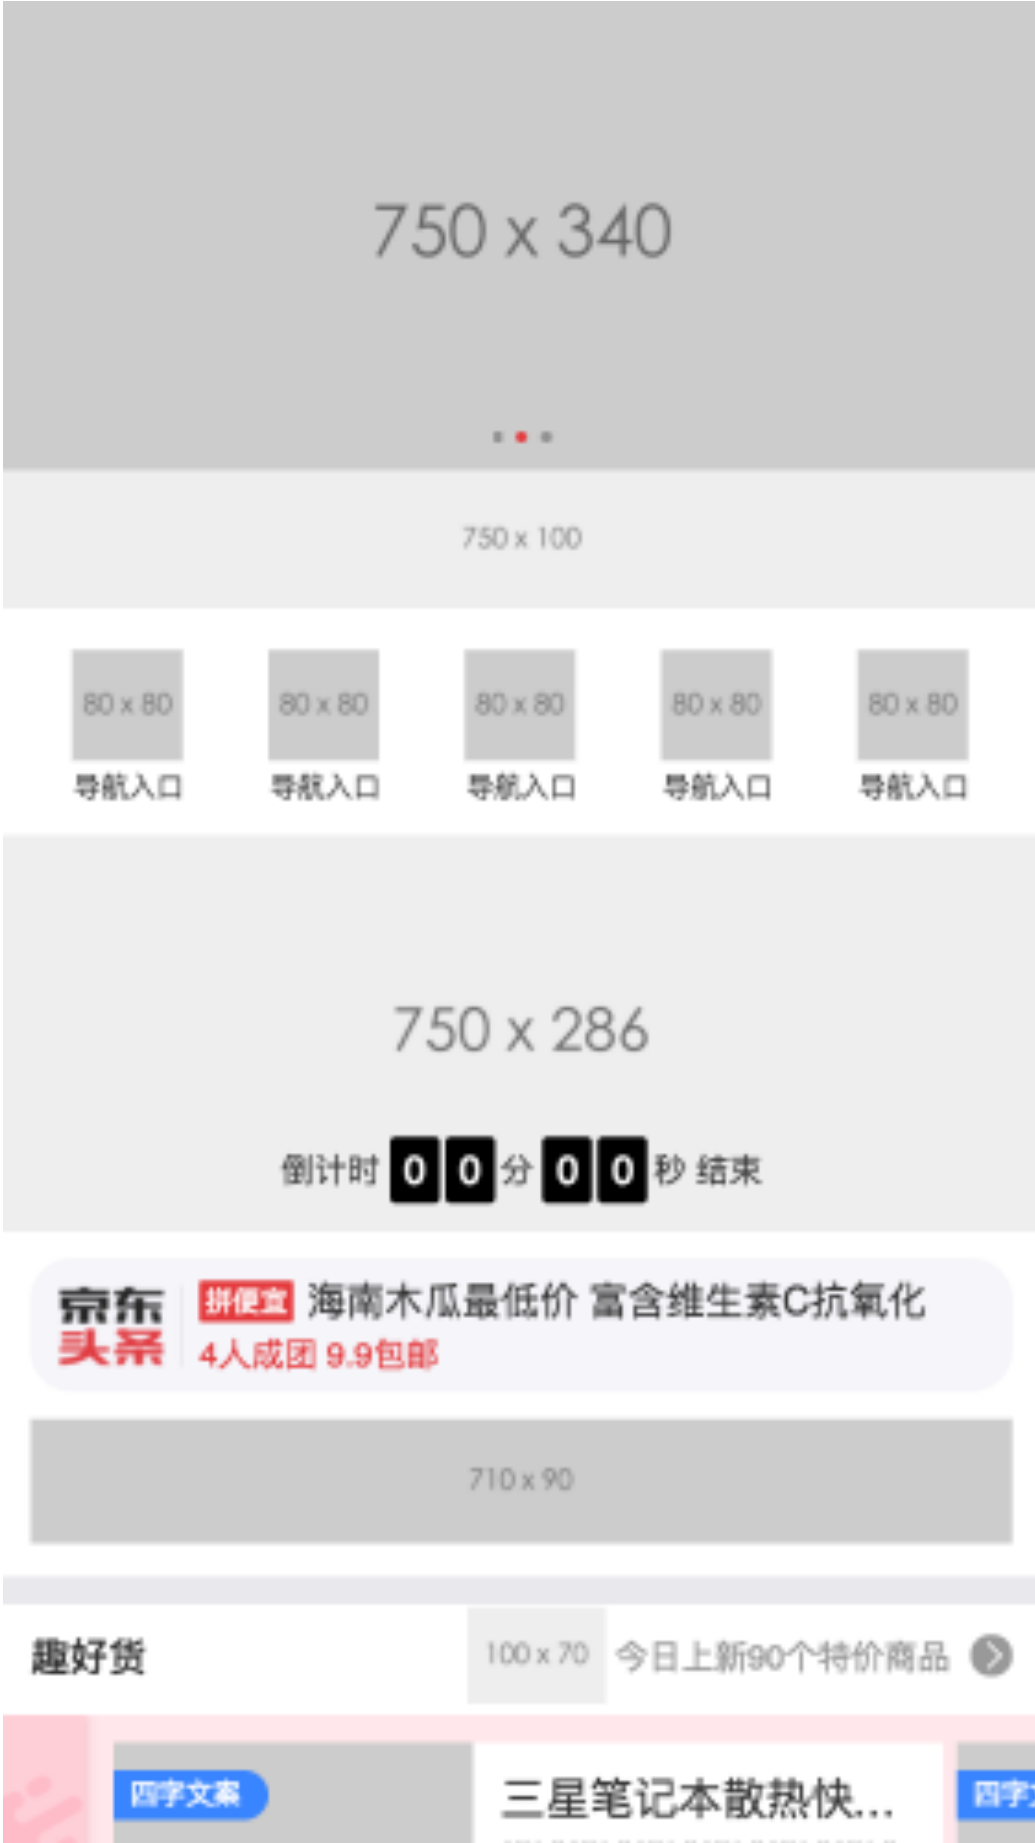 750 x 340
750 x 100
80 x 80 80 x 80 80 x 80 80 x 80 80 x 80
导航入口 导航入口 导航入口 导航入口 导航入口
750 x 286
倒计时 0 0 分 0 0 秒 结束
京东
头条
拼便宜 海南木瓜最低价 富含维生素C抗氧化
4人成团 9.9包邮
710 x 90
趣好货 100 x 70 今日上新90个特价商品
四字文案 三星笔记本散热快... 四字